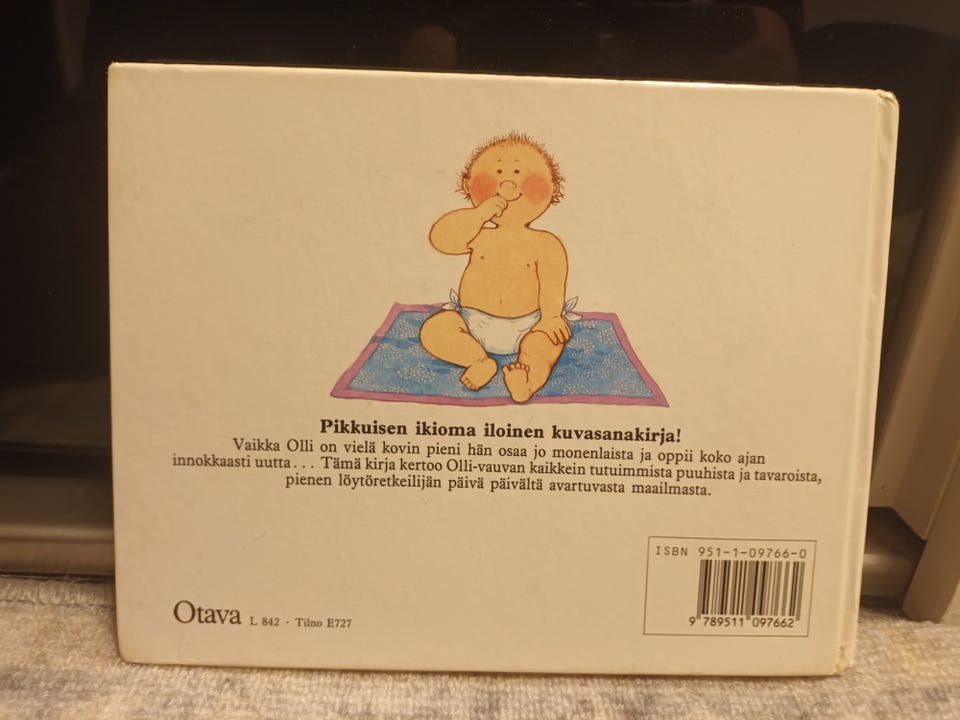 Pikkuisen ikioma iloinen kuvasanakirja!
Vaikka Olli on vielä kovin pieni hän osaa jo monenlaista ja oppii koko ajan
innokkaasti uutta... Tämä kirja kertoo Olli-vauvan kaikkein tutuimmista puuhista ja tavaroista,
pienen löytöretkeilijän päivä päivältä avartuvasta maailmasta.
ISBN 951-1-09766-0
9 789511 097662
Otava L 842 · Tilno E727